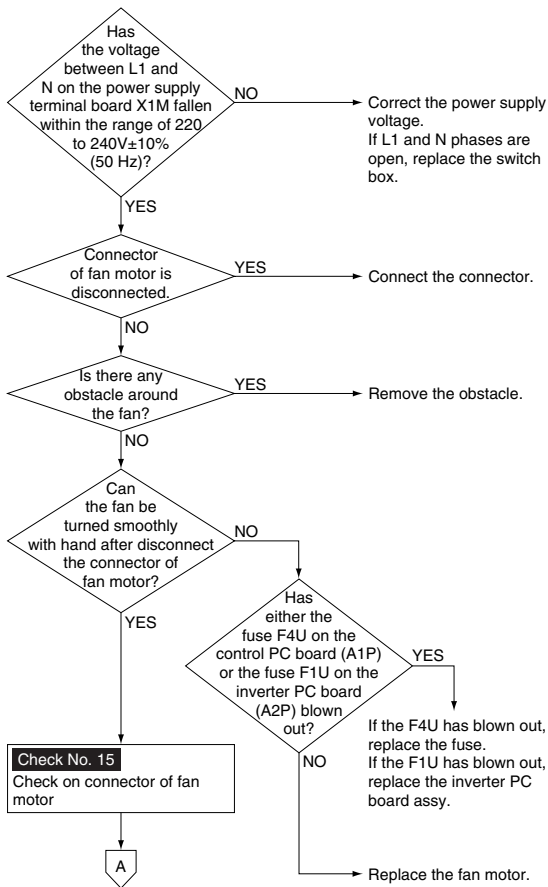 Has
the voltage
between L1 and
N on the power supply
terminal board X1M fallen
within the range of 220
to 240V±10%
(50 Hz)?
NO
Correct the power supply
voltage.
If L1 and N phases are
open, replace the switch
box.
YES
Connector
of fan motor is
disconnected.
YES
Connect the connector.
NO
Is there any
obstacle around
the fan?
YES
Remove the obstacle.
NO
Can
the fan be
turned smoothly
with hand after disconnect
the connector of
fan motor?
NO
YES
Has
either the
fuse F4U on the
control PC board (A1P)
or the fuse F1U on the
inverter PC board
(A2P) blown
out?
YES
If the F4U has blown out,
replace the fuse.
If the F1U has blown out,
replace the inverter PC
board assy.
NO
Replace the fan motor.
Check No. 15
Check on connector of fan
motor
A